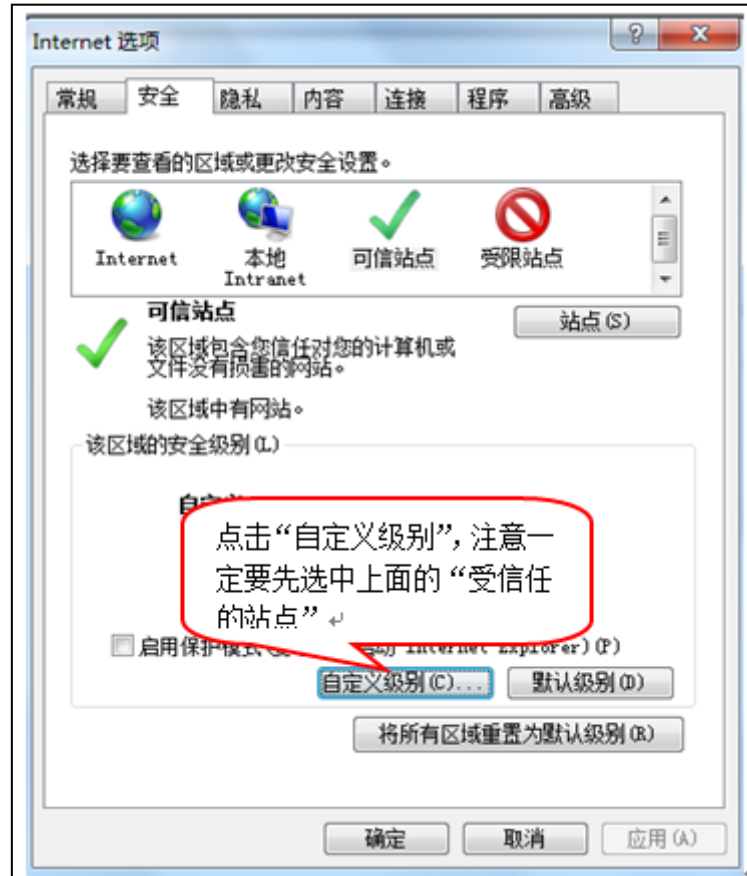 Internet 选项
常规 安全 隐私 内容 连接 程序 高级
选择要查看的区域或更改安全设置。
Internet 本地 Intranet 可信站点 受限站点
可信站点
站点(S)
该区域包含您信任对您的计算机或
文件没有损害的网站。
该区域中有网站。
该区域的安全级别(L)
点击“自定义级别”，注意一
定要先选中上面的“受信任
的站点”
启用保护模式 Internet Explorer)(P)
自定义级别(C)... 默认级别(D)
将所有区域重置为默认级别(R)
确定 取消 应用(A)